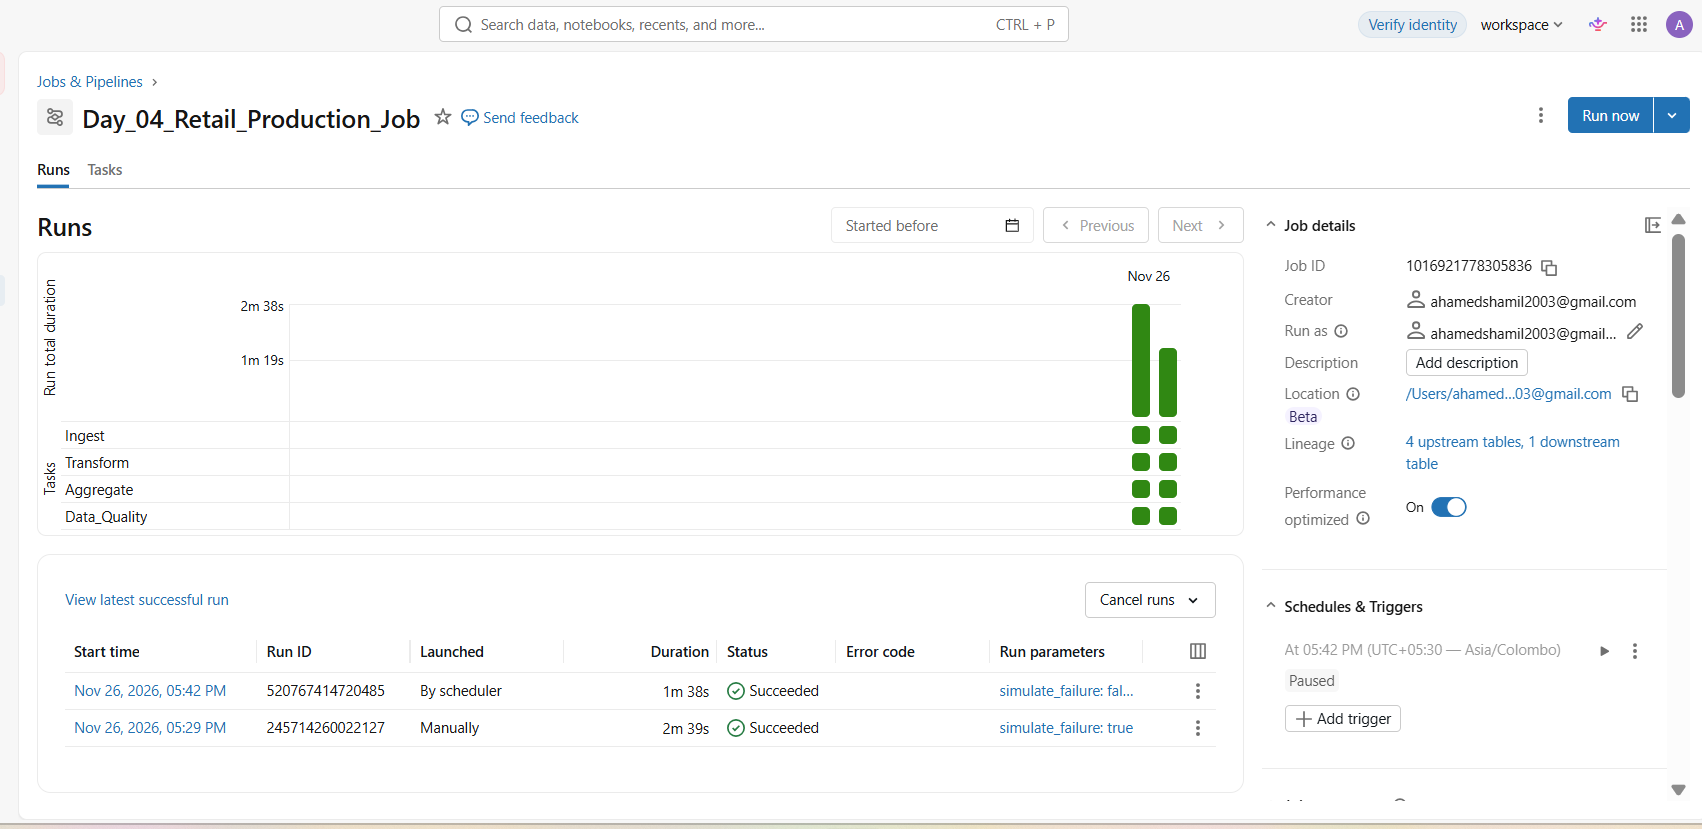 Search data, notebooks, recents, and more...
CTRL + P
Verify identity
workspace
A
Jobs & Pipelines
Day_04_Retail_Production_Job
Send feedback
Run now
Runs
Tasks
Runs
Started before
Previous
Next
Run total duration
Nov 26
2m 38s
1m 19s
Tasks
Ingest
Transform
Aggregate
Data_Quality
View latest successful run
Cancel runs
Start time Run ID Launched Duration Status Error code Run parameters
Nov 26, 2026, 05:42 PM 520767414720485 By scheduler 1m 38s Succeeded simulate_failure: fal...
Nov 26, 2026, 05:29 PM 245714260022127 Manually 2m 39s Succeeded simulate_failure: true
Job details
Job ID 1016921778305836
Creator ahamedshamil2003@gmail.com
Run as ahamedshamil2003@gmail...
Description Add description
Location /Users/ahamed...03@gmail.com
Beta
Lineage 4 upstream tables, 1 downstream
table
Performance
optimized On
Schedules & Triggers
At 05:42 PM (UTC+05:30 — Asia/Colombo)
Paused
Add trigger